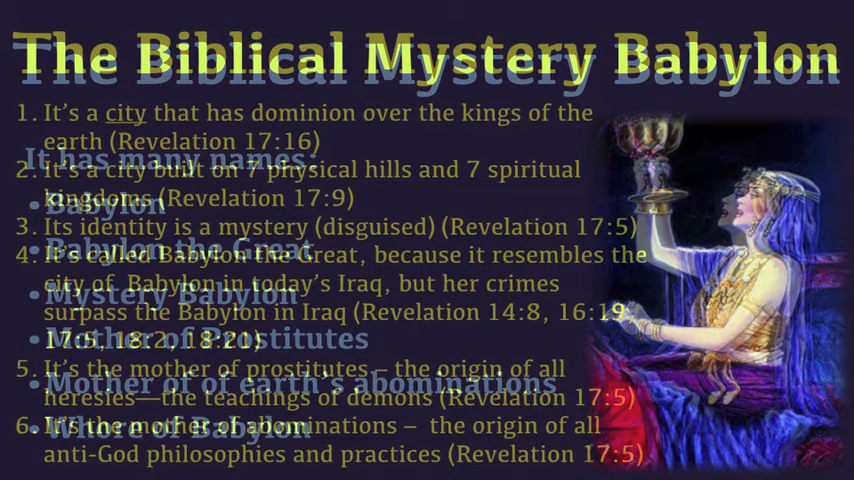 The Biblical Mystery Babylon
1. It's a city that has dominion over the kings of the
earth (Revelation 17:16)
2. It's a city built on 7 physical hills and 7 spiritual
kingdoms (Revelation 17:9)
3. Its identity is a mystery (disguised) (Revelation 17:5)
4. It's called Babylon the Great, because it resembles the
city of Babylon in today's Iraq, but her crimes
surpass the Babylon in Iraq (Revelation 14:8, 16:19,
17:5, 18:2, 18:21)
5. It's the mother of prostitutes – the origin of all
heresies—the teachings of demons (Revelation 17:5)
6. It's the mother of abominations – the origin of all
anti-God philosophies and practices (Revelation 17:5)
It has many names:
• Babylon
• Babylon the Great
• Mystery Babylon
• Mother of Prostitutes
• Mother of of earth's abominations
• Whore of Babylon